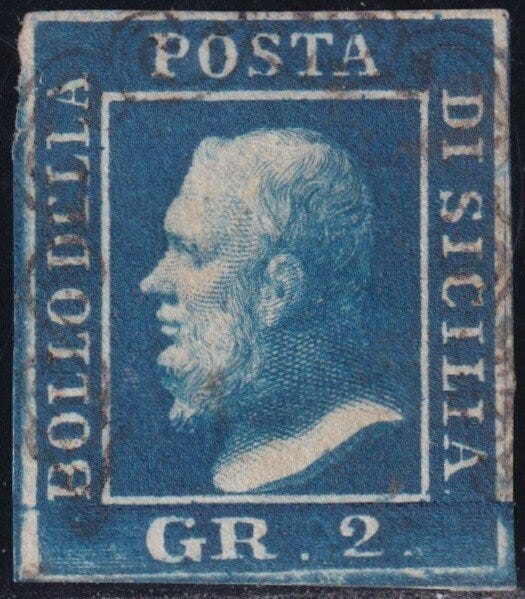 BOLLO DELLA
POSTA
DI SICILIA
GR. 2.